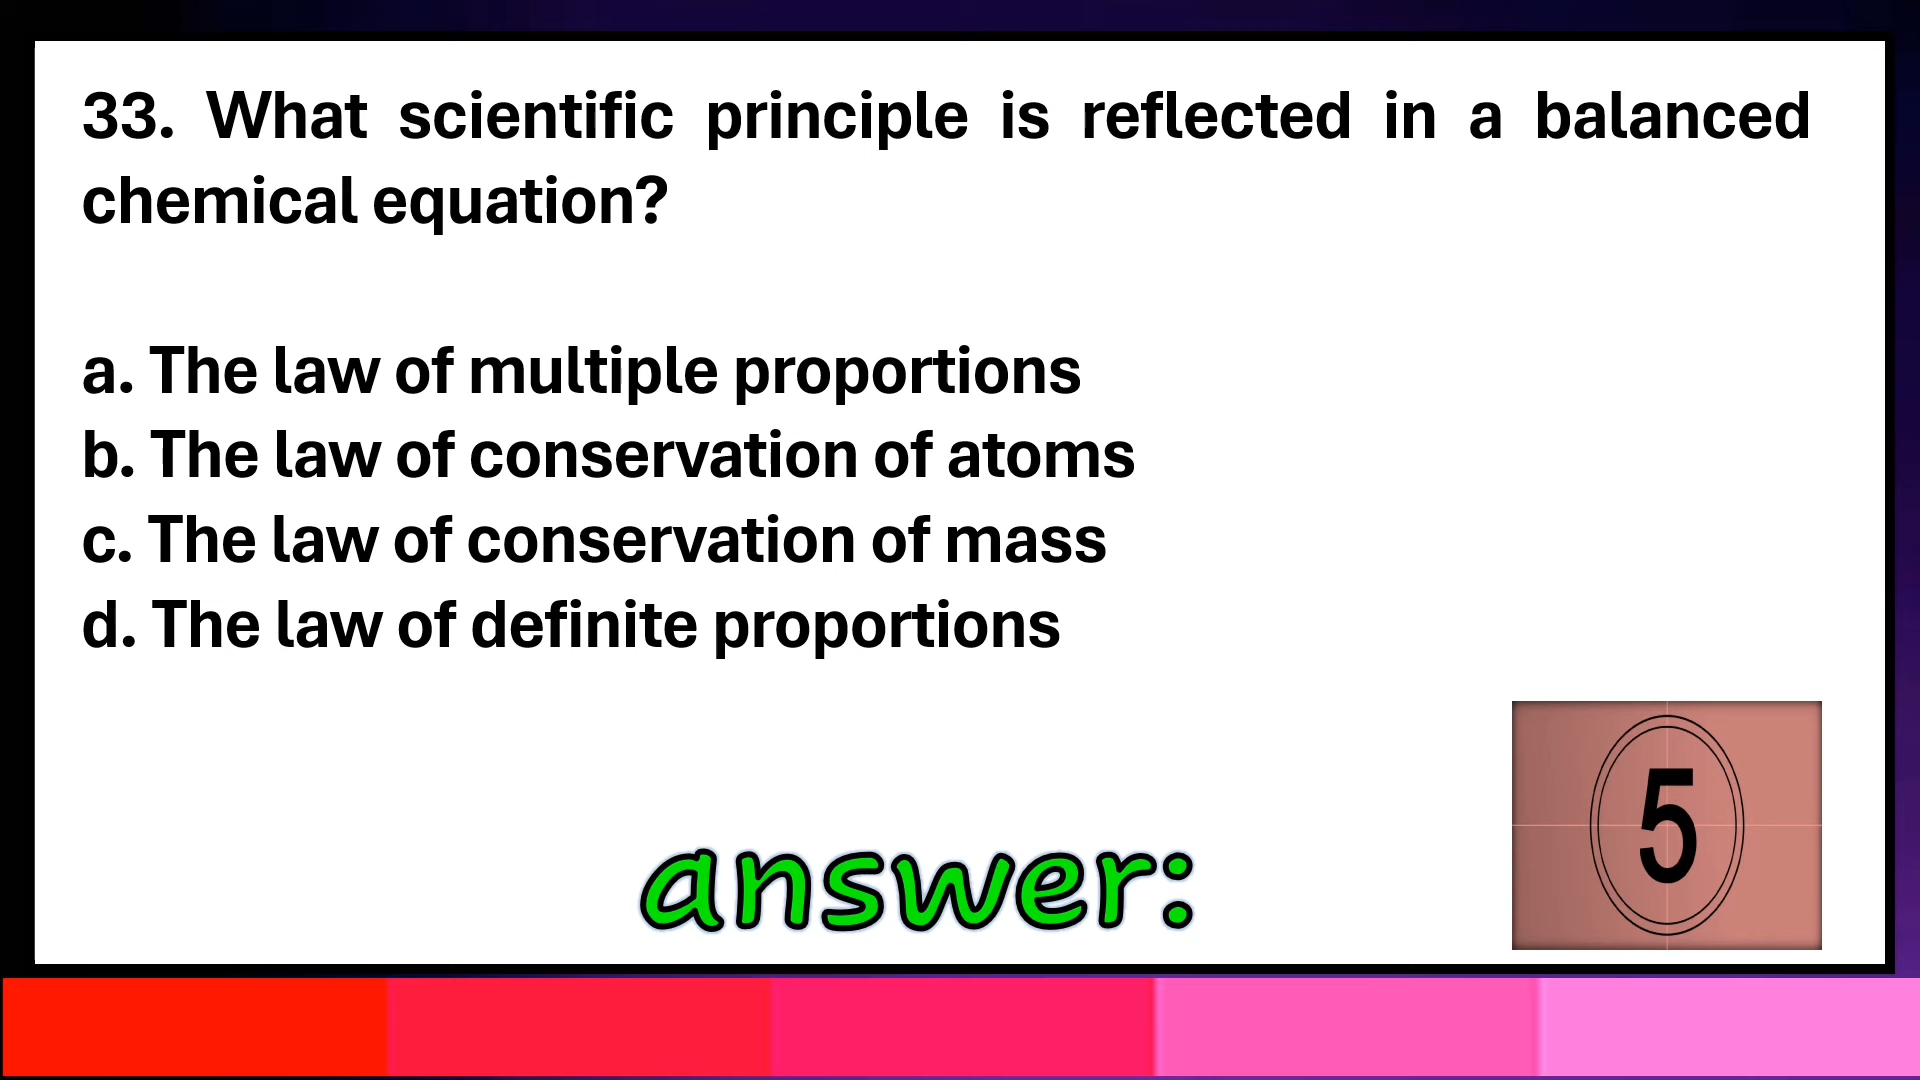 33. What scientific principle is reflected in a balanced
chemical equation?
a. The law of multiple proportions
b. The law of conservation of atoms
c. The law of conservation of mass
d. The law of definite proportions
5
answer: